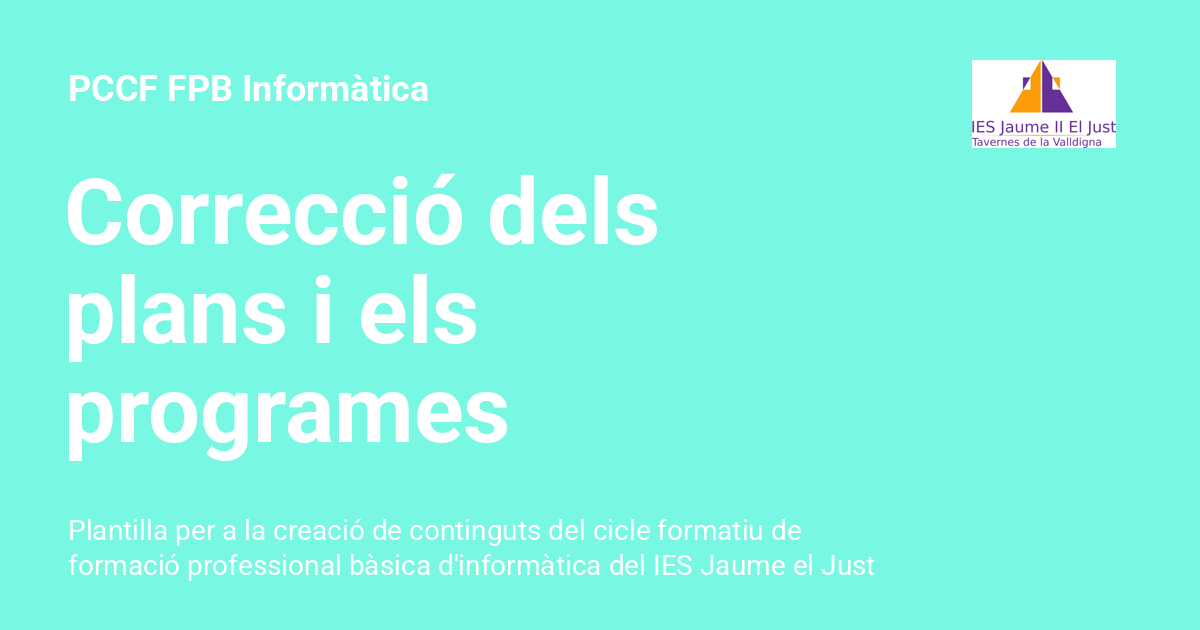 PCCF FPB Informàtica
IES Jaume II El Just
Tavernes de la Valldigna
Correcció dels
plans i els
programes
Plantilla per a la creació de continguts del cicle formatiu de
formació professional bàsica d'informàtica del IES Jaume el Just